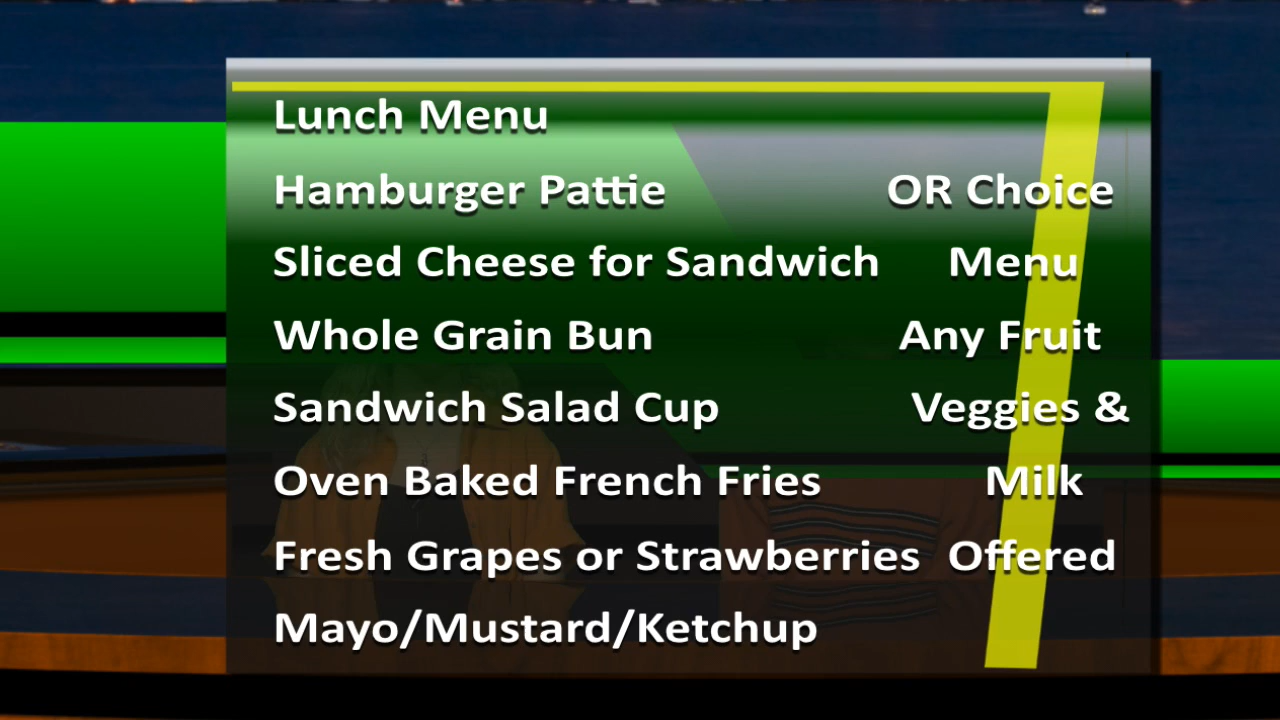 Lunch Menu
Hamburger Pattie OR Choice
Sliced Cheese for Sandwich Menu
Whole Grain Bun Any Fruit
Sandwich Salad Cup Veggies &
Oven Baked French Fries Milk
Fresh Grapes or Strawberries Offered
Mayo/Mustard/Ketchup